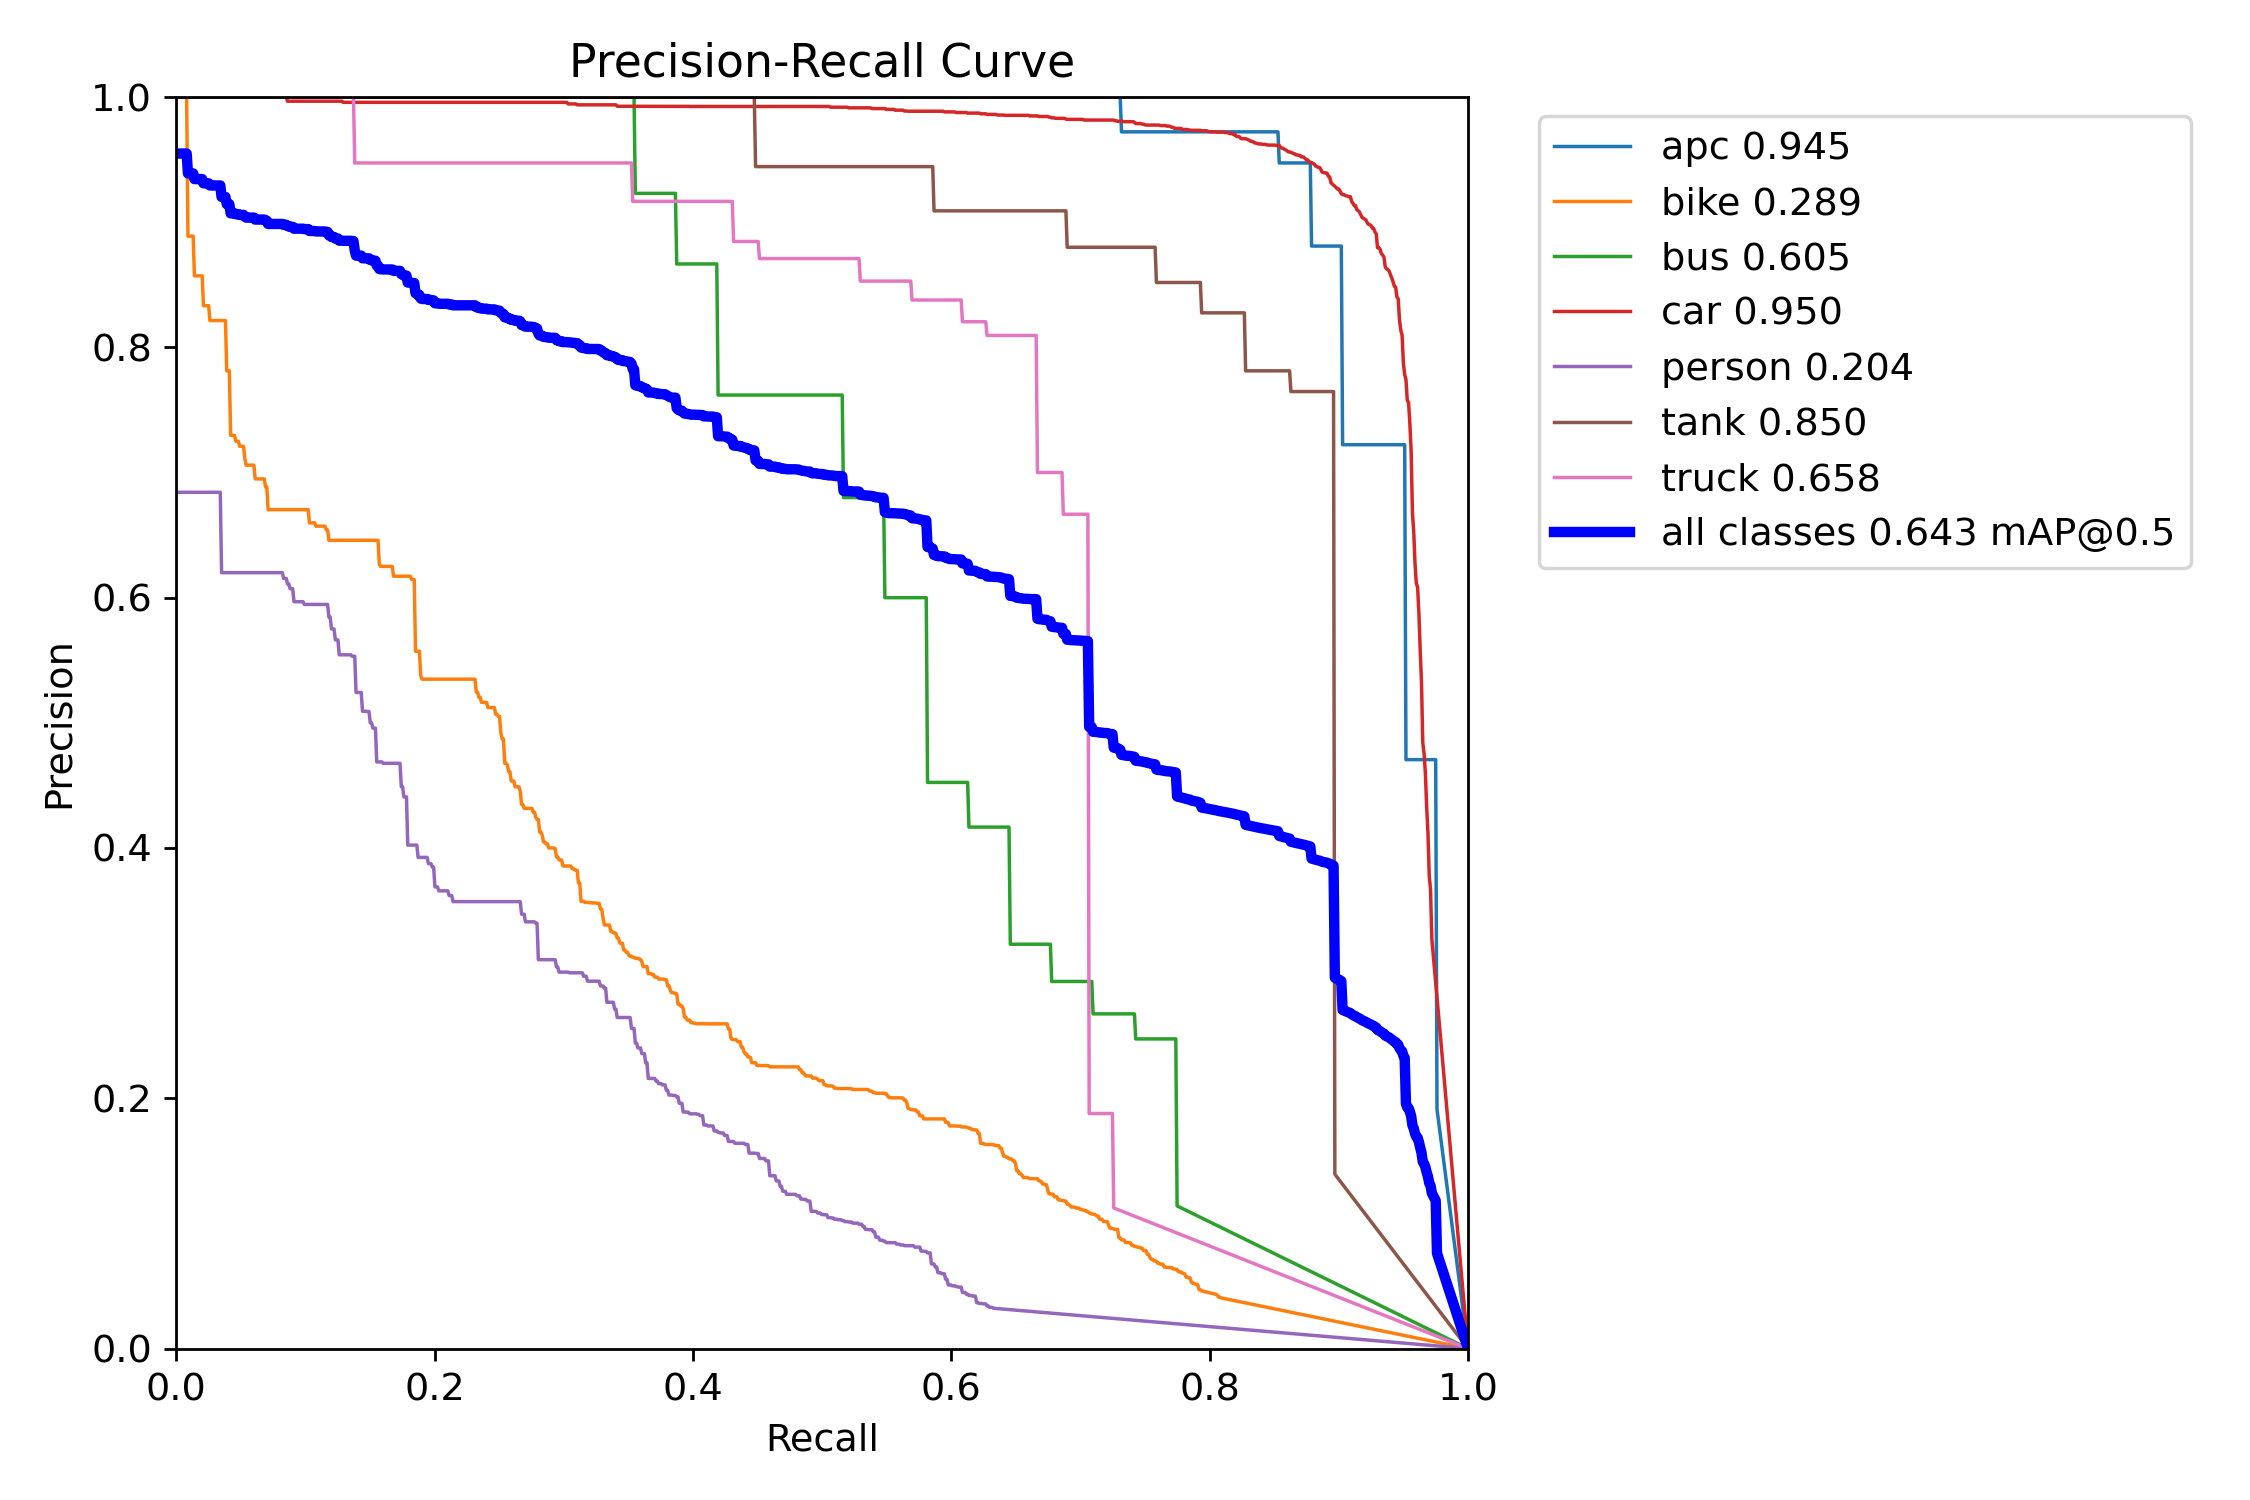 Precision-Recall Curve
1.0
0.8
0.6
0.4
0.2
0.0
Precision
0.0 0.2 0.4 0.6 0.8 1.0
Recall
apc 0.945
bike 0.289
bus 0.605
car 0.950
person 0.204
tank 0.850
truck 0.658
all classes 0.643 mAP@0.5